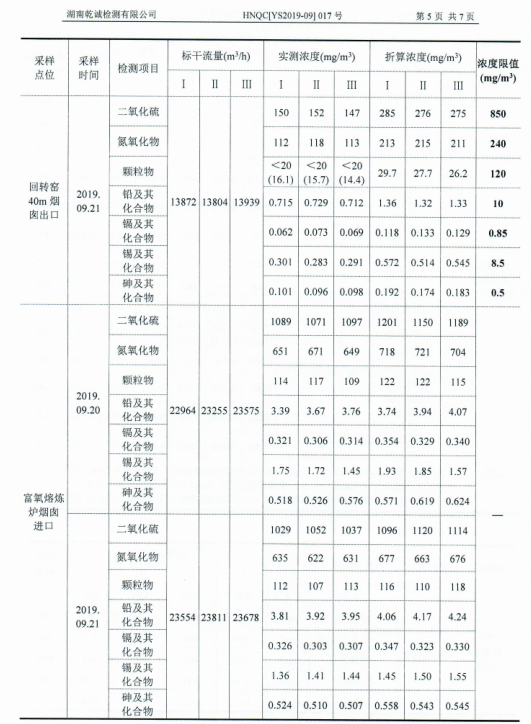 湖南乾诚检测有限公司 HNQC[YS2019-09] 017 号 第 5 页 共 7 页
采样点位 采样时间 检测项目 标干流量(m³/h) 实测浓度(mg/m³) 折算浓度(mg/m³) 浓度限值(mg/m³)
I II III I II III I II III
回转窑40m 烟囱出口 2019.09.21 13872 13804 13939
二氧化硫 150 152 147 285 276 275 850
氮氧化物 112 118 113 213 215 211 240
颗粒物 <20(16.1) <20(15.7) <20(14.4) 29.7 27.7 26.2 120
铅及其化合物 0.715 0.729 0.712 1.36 1.32 1.33 10
镉及其化合物 0.062 0.073 0.069 0.118 0.133 0.129 0.85
锡及其化合物 0.301 0.283 0.291 0.572 0.514 0.545 8.5
砷及其化合物 0.101 0.096 0.098 0.192 0.174 0.183 0.5
富氧熔炼炉烟囱进口 2019.09.20 22964 23255 23575 —
二氧化硫 1089 1071 1097 1201 1150 1189
氮氧化物 651 671 649 718 721 704
颗粒物 114 117 109 122 122 115
铅及其化合物 3.39 3.67 3.76 3.74 3.94 4.07
镉及其化合物 0.321 0.306 0.314 0.354 0.329 0.340
锡及其化合物 1.75 1.72 1.45 1.93 1.85 1.57
砷及其化合物 0.518 0.526 0.576 0.571 0.619 0.624
2019.09.21 23554 23811 23678
二氧化硫 1029 1052 1037 1096 1120 1114
氮氧化物 635 622 631 677 663 676
颗粒物 112 107 113 116 110 118
铅及其化合物 3.81 3.92 3.95 4.06 4.17 4.24
镉及其化合物 0.326 0.303 0.307 0.347 0.323 0.330
锡及其化合物 1.36 1.41 1.44 1.45 1.50 1.55
砷及其化合物 0.524 0.510 0.507 0.558 0.543 0.545